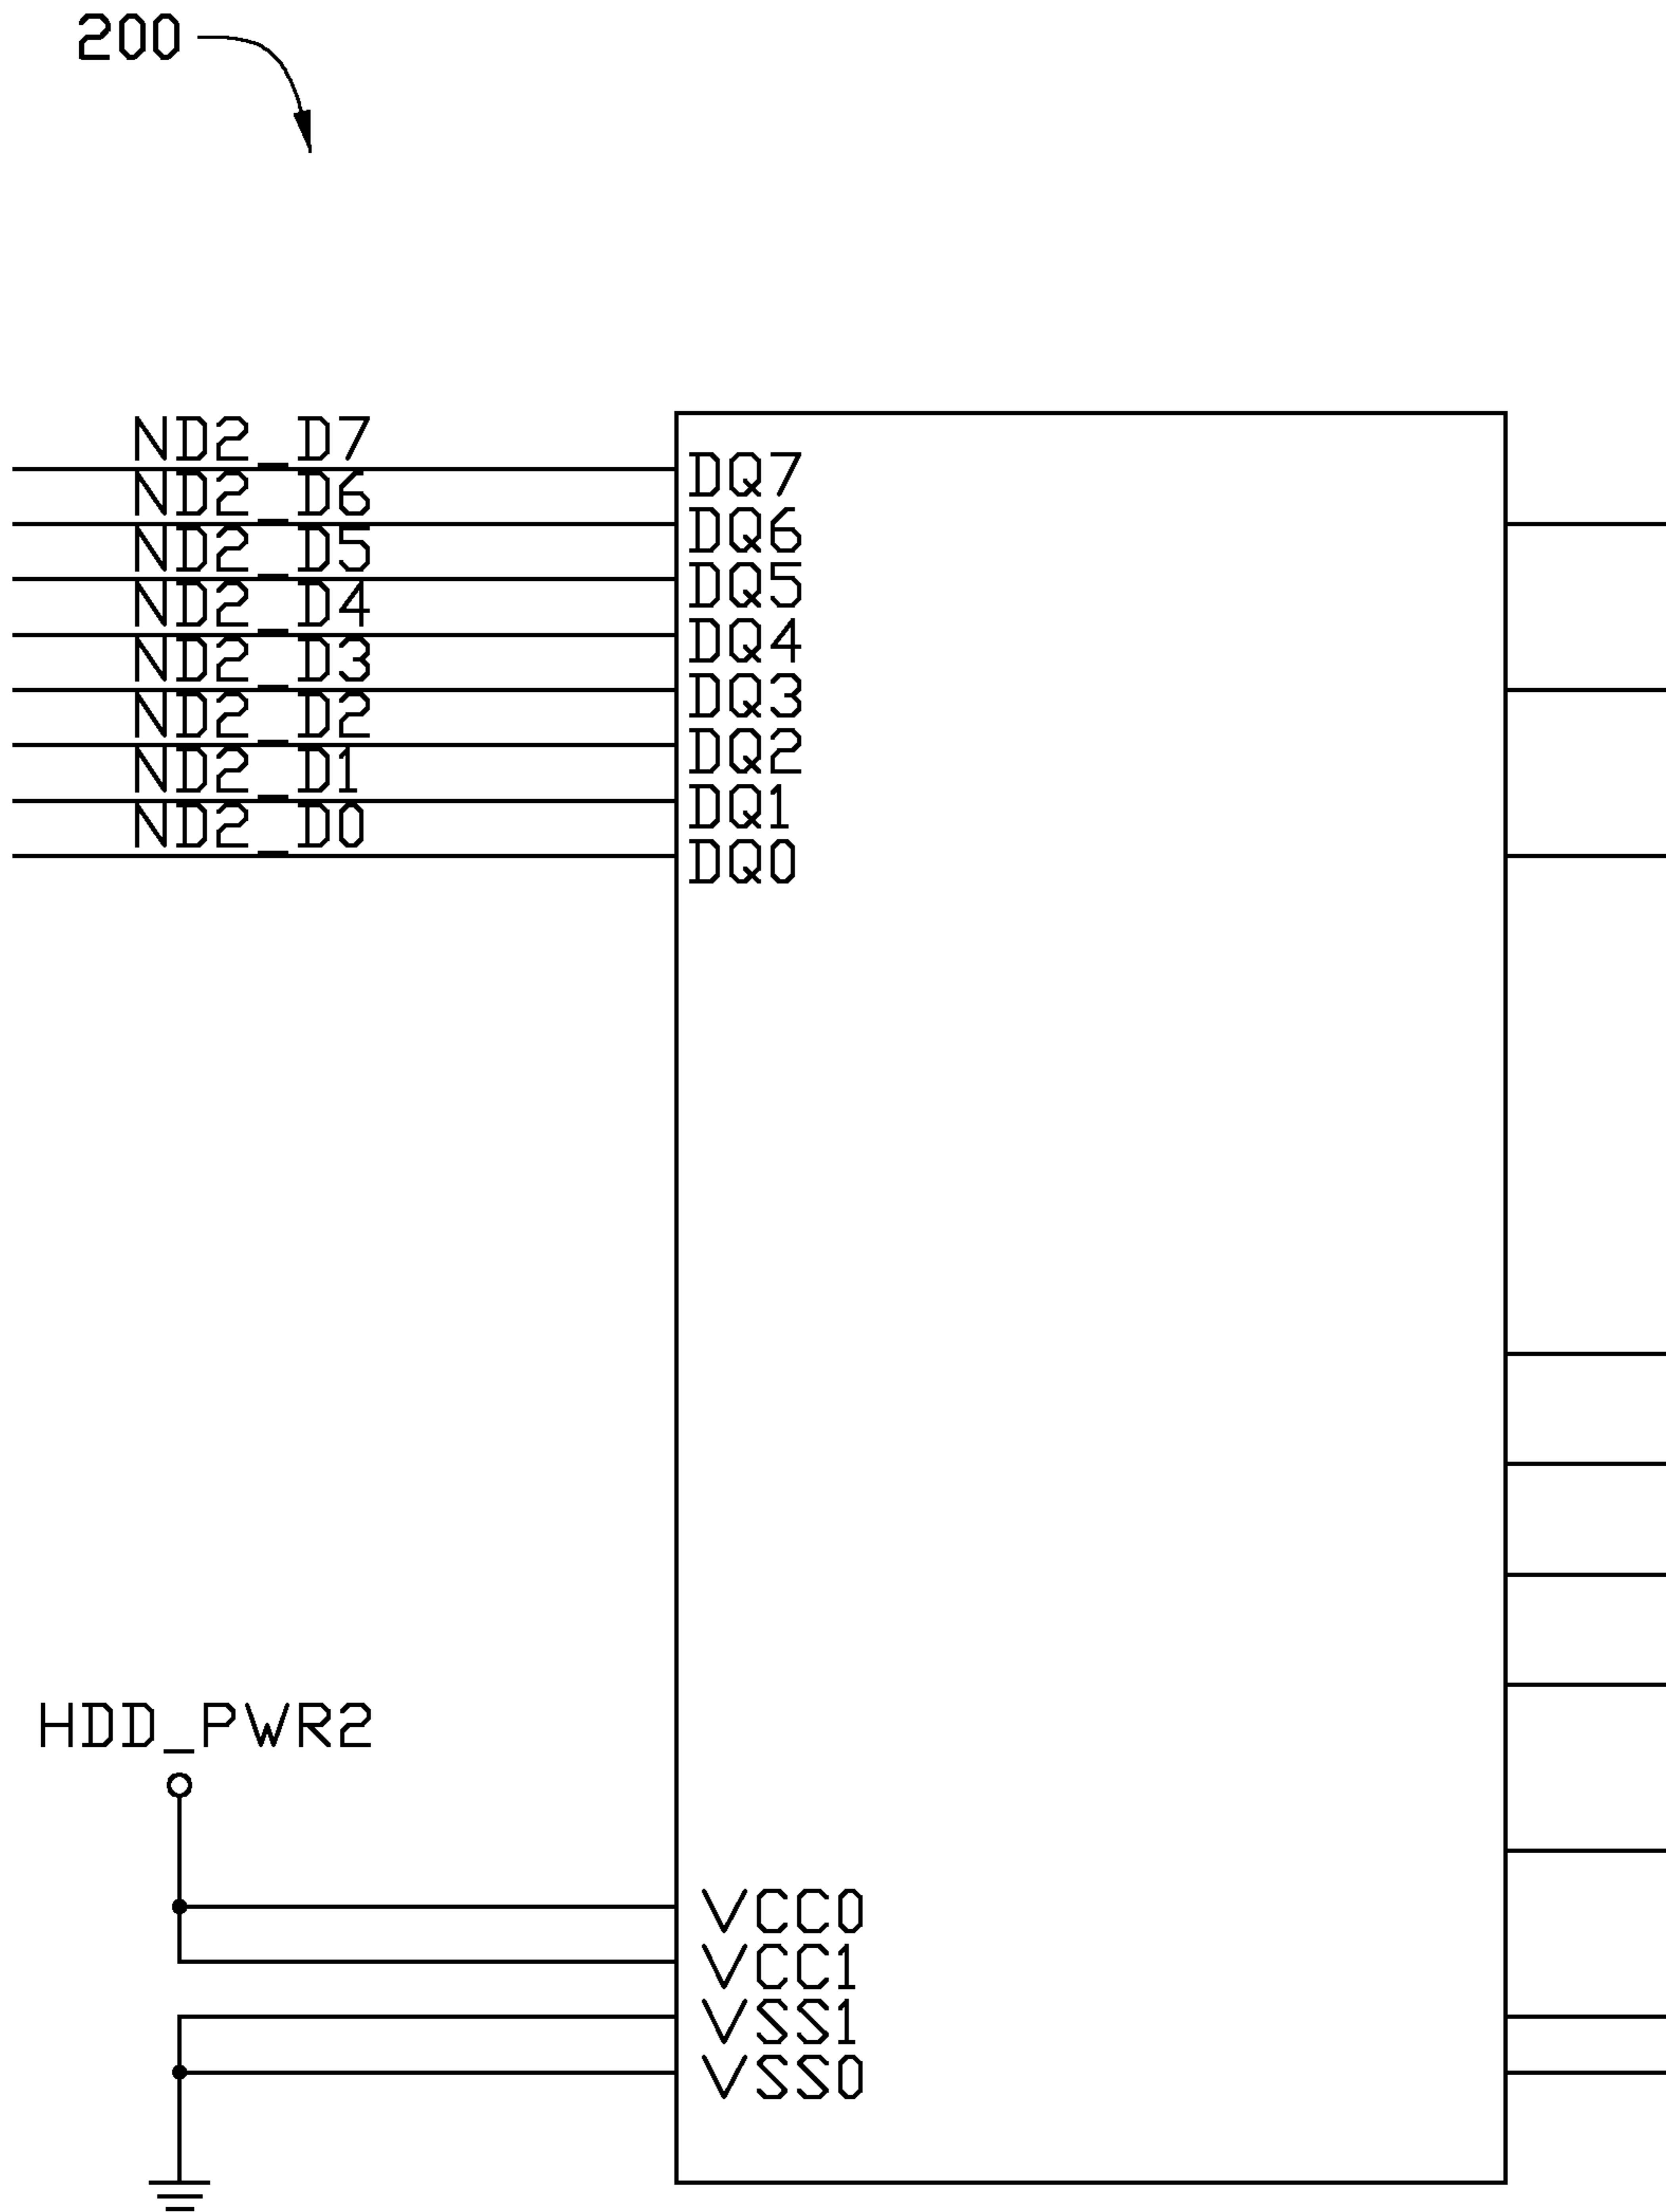 200
ND2_D7
DQ7
ND2_D6
DQ6
ND2_D5
DQ5
ND2_D4
DQ4
ND2_D3
DQ3
ND2_D2
DQ2
ND2_D1
DQ1
ND2_D0
DQ0
HDD_PWR2
VCC0
VCC1
VSS1
VSS0